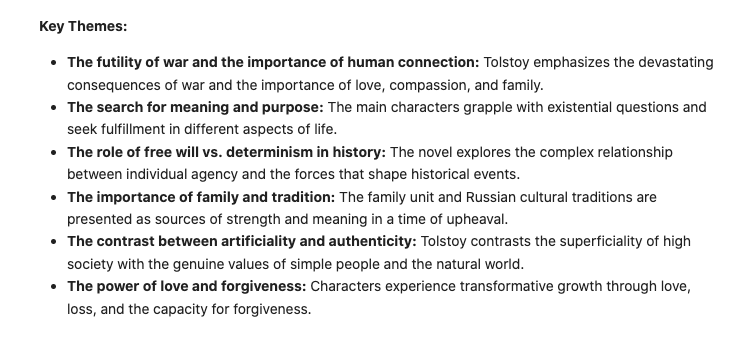 Key Themes:
• The futility of war and the importance of human connection: Tolstoy emphasizes the devastating
consequences of war and the importance of love, compassion, and family.
• The search for meaning and purpose: The main characters grapple with existential questions and
seek fulfillment in different aspects of life.
• The role of free will vs. determinism in history: The novel explores the complex relationship
between individual agency and the forces that shape historical events.
• The importance of family and tradition: The family unit and Russian cultural traditions are
presented as sources of strength and meaning in a time of upheaval.
• The contrast between artificiality and authenticity: Tolstoy contrasts the superficiality of high
society with the genuine values of simple people and the natural world.
• The power of love and forgiveness: Characters experience transformative growth through love,
loss, and the capacity for forgiveness.